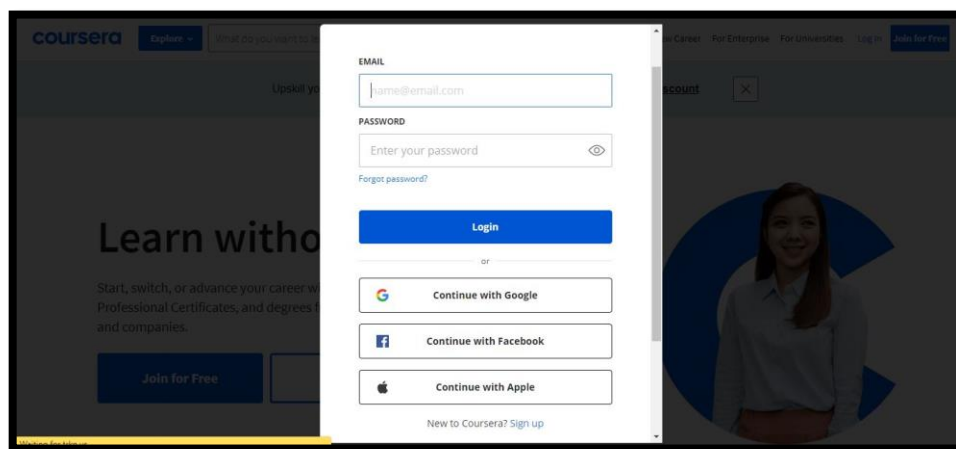 coursera Explore What do you want to Career For Enterprise For Universities Log In Join for Free
Upskill yo scount
EMAIL
name@email.com
PASSWORD
Enter your password
Forgot password?
Login
or
Continue with Google
Continue with Facebook
Continue with Apple
New to Coursera? Sign up
Learn witho
Start, switch, or advance your career w
Professional Certificates, and degrees f
and companies.
Join for Free